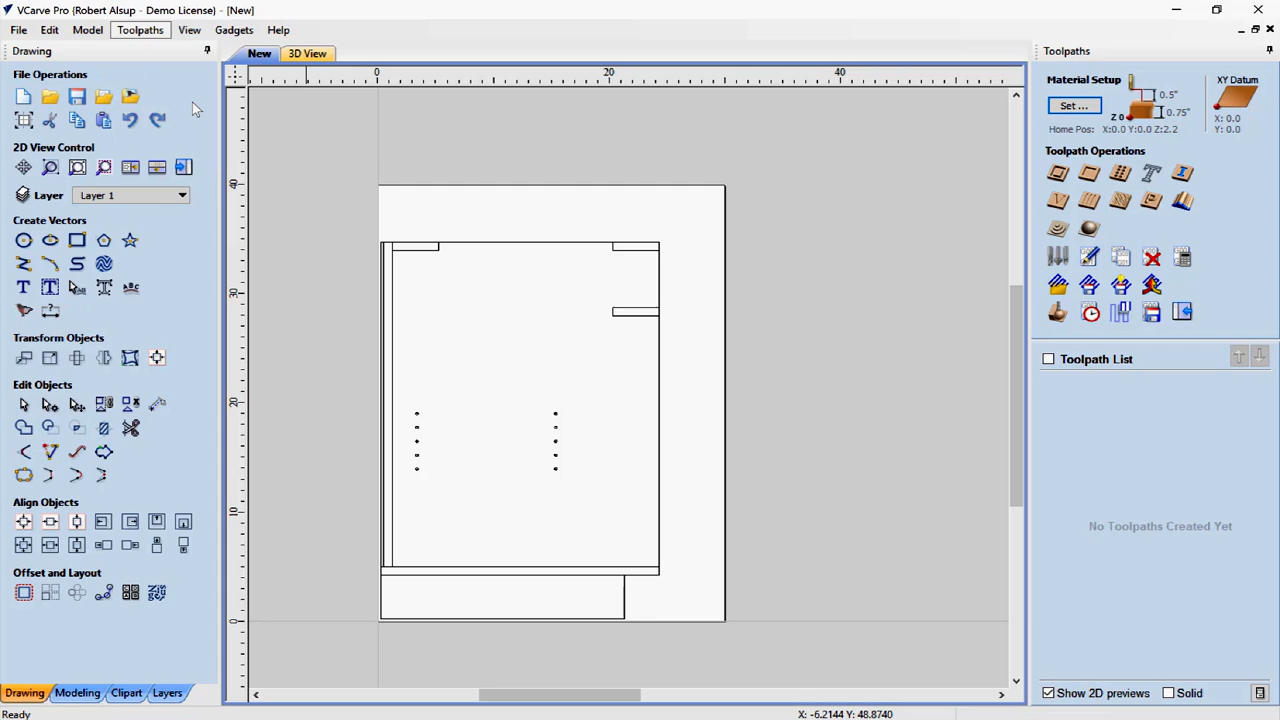 VCarve Pro {Robert Alsup - Demo License} - [New]
File Edit Model Toolpaths View Gadgets Help
Drawing
File Operations
2D View Control
Layer Layer 1
Create Vectors
Transform Objects
Edit Objects
Align Objects
Offset and Layout
Drawing Modeling Clipart Layers
Ready
New 3D View
0 20 40
40
30
20
10
0
X: -6.2144 Y: 48.8740
Toolpaths
Material Setup
Set ...
0.5"
Z 0
0.75"
Home Pos: X:0.0 Y:0.0 Z:2.2
XY Datum
X: 0.0
Y: 0.0
Toolpath Operations
Toolpath List
No Toolpaths Created Yet
Show 2D previews Solid